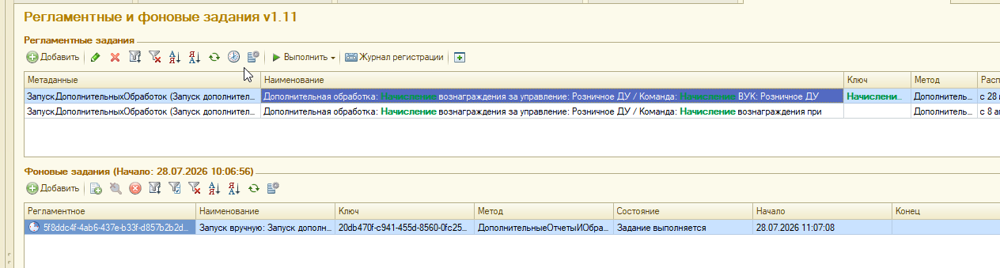 Регламентные и фоновые задания v1.11
Регламентные задания
Добавить Выполнить Журнал регистрации
Метаданные Наименование Ключ Метод Расп
ЗапускДополнительныхОбработок (Запуск дополнител... Дополнительная обработка: Начисление вознаграждения за управление: Розничное ДУ / Команда: Начисление ВУК: Розничное ДУ Начислени... Дополнитель... с 28
ЗапускДополнительныхОбработок (Запуск дополнител... Дополнительная обработка: Начисление вознаграждения за управление: Розничное ДУ / Команда: Начисление вознаграждения при Дополнитель... с 8
Фоновые задания (Начало: 28.07.2026 10:06:56)
Добавить
Регламентное Наименование Ключ Метод Состояние Начало Конец
5f8ddc4f-4ab6-437e-b33f-d857b2b2d... Запуск вручную: Запуск дополн... 20db470f-c941-455d-8560-0fc25... ДополнительныеОтчетыИОбра... Задание выполняется 28.07.2026 11:07:08